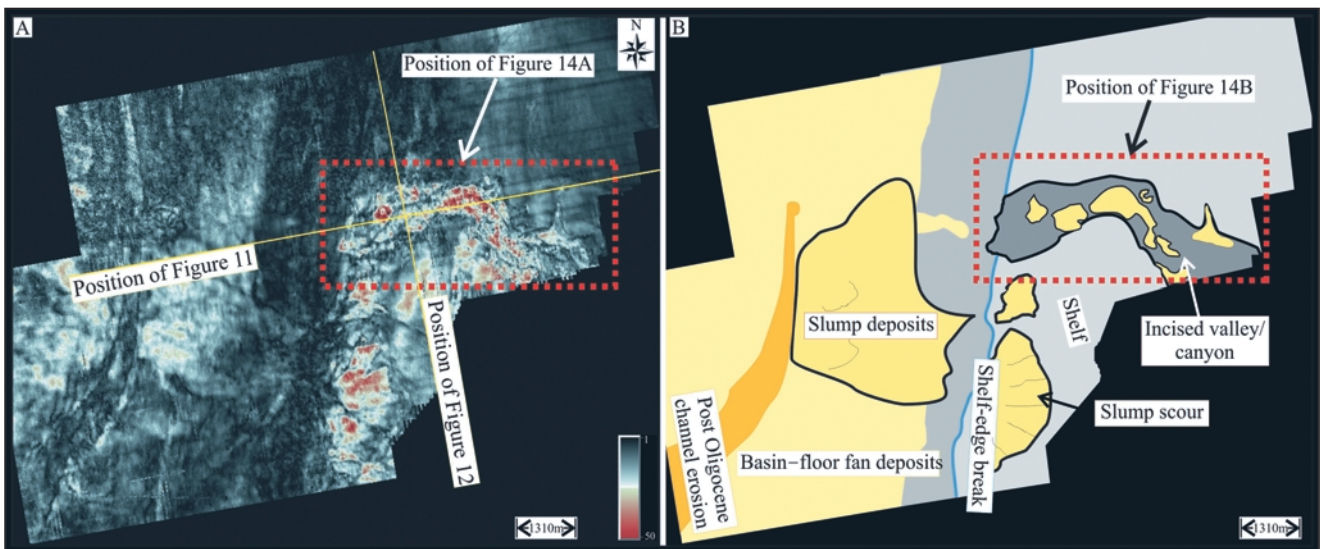 A
N
Position of Figure 14A
Position of Figure 11
Position of Figure 12
1
50
1310m
B
Position of Figure 14B
Slump deposits
Shelf
Incised valley/
canyon
Slump scour
Post Oligocene
channel erosion
Basin–floor fan deposits
Shelf-edge break
1310m